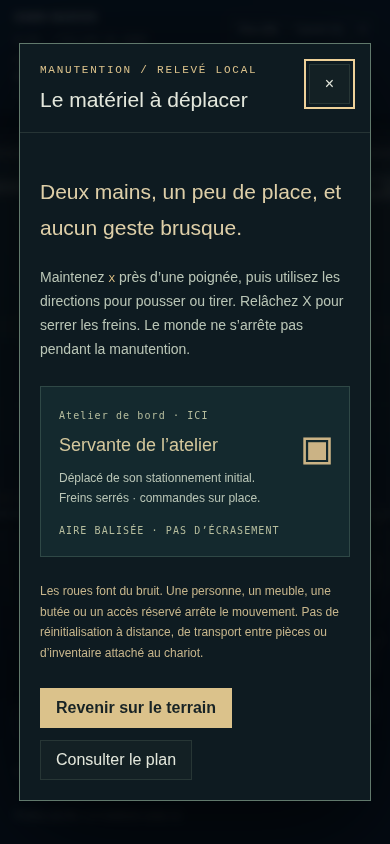 MANUTENTION / RELEVÉ LOCAL
Le matériel à déplacer
×
Deux mains, un peu de place, et
aucun geste brusque.
Maintenez x près d’une poignée, puis utilisez les
directions pour pousser ou tirer. Relâchez X pour
serrer les freins. Le monde ne s’arrête pas
pendant la manutention.
Atelier de bord · ICI
Servante de l’atelier
Déplacé de son stationnement initial.
Freins serrés · commandes sur place.
AIRE BALISÉE · PAS D’ÉCRASEMENT
Les roues font du bruit. Une personne, un meuble, une
butée ou un accès réservé arrête le mouvement. Pas de
réinitialisation à distance, de transport entre pièces ou
d’inventaire attaché au chariot.
Revenir sur le terrain
Consulter le plan